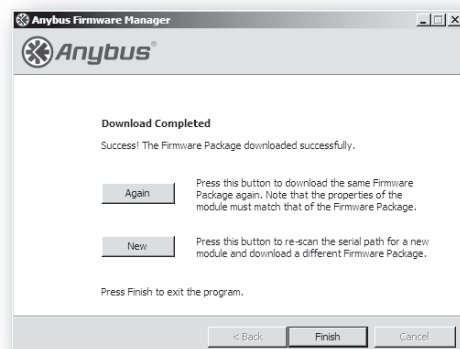 Anybus Firmware Manager
Anybus®
Download Completed
Success! The Firmware Package downloaded successfully.
Again
Press this button to download the same Firmware
Package again. Note that the properties of the
module must match that of the Firmware Package.
New
Press this button to re-scan the serial path for a new
module and download a different Firmware Package.
Press Finish to exit the program.
< Back
Finish
Cancel